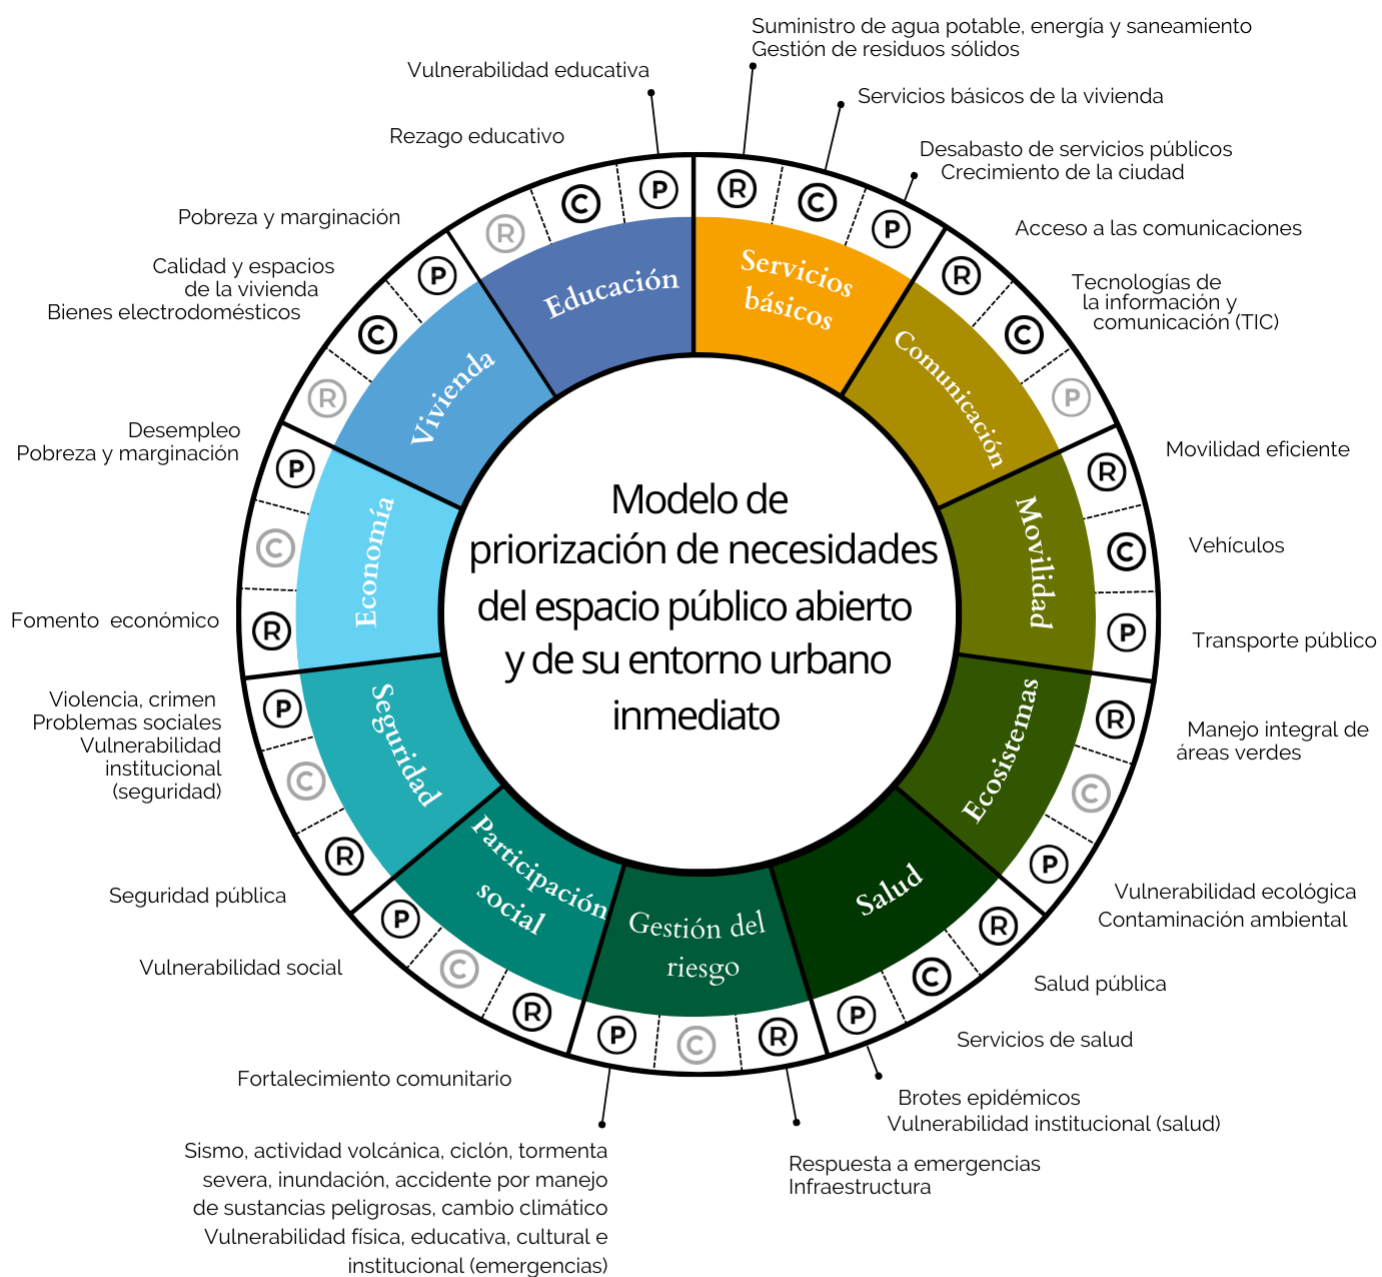 Suministro de agua potable, energía y saneamiento
Gestión de residuos sólidos
Servicios básicos de la vivienda
Desabasto de servicios públicos
Crecimiento de la ciudad
R
C
P
Servicios
básicos
Acceso a las comunicaciones
Tecnologías de
la información y
comunicación (TIC)
R
C
P
Comunicación
Movilidad eficiente
Vehículos
Transporte público
R
C
P
Movilidad
Manejo integral de
áreas verdes
Vulnerabilidad ecológica
Contaminación ambiental
R
C
P
Ecosistemas
Salud pública
Servicios de salud
Brotes epidémicos
Vulnerabilidad institucional (salud)
R
C
P
Salud
Respuesta a emergencias
Infraestructura
R
C
P
Gestión del
riesgo
Sismo, actividad volcánica, ciclón, tormenta
severa, inundación, accidente por manejo
de sustancias peligrosas, cambio climático
Vulnerabilidad física, educativa, cultural e
institucional (emergencias)
Fortalecimiento comunitario
Vulnerabilidad social
R
C
P
Participación
social
Seguridad pública
Violencia, crimen
Problemas sociales
Vulnerabilidad
institucional
(seguridad)
R
C
P
Seguridad
Fomento económico
Desempleo
Pobreza y marginación
R
C
P
Economía
Calidad y espacios
de la vivienda
Bienes electrodomésticos
Pobreza y marginación
R
C
P
Vivienda
Rezago educativo
Vulnerabilidad educativa
R
C
P
Educación
Modelo de
priorización de necesidades
del espacio público abierto
y de su entorno urbano
inmediato